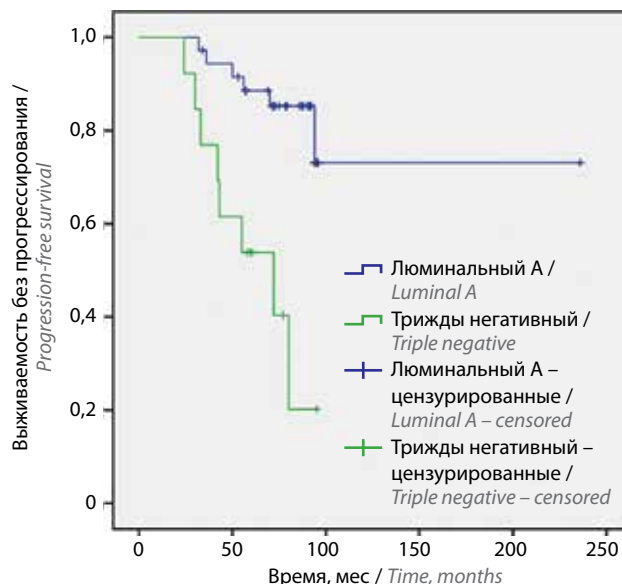 Выживаемость без прогрессирования /
Progression-free survival
1,0
0,8
0,6
0,4
0,2
0
Люминальный А /
Luminal A
Трижды негативный /
Triple negative
Люминальный А –
цензурированные /
Luminal A – censored
Трижды негативный –
цензурированные /
Triple negative – censored
0 50 100 150 200 250
Время, мес / Time, months